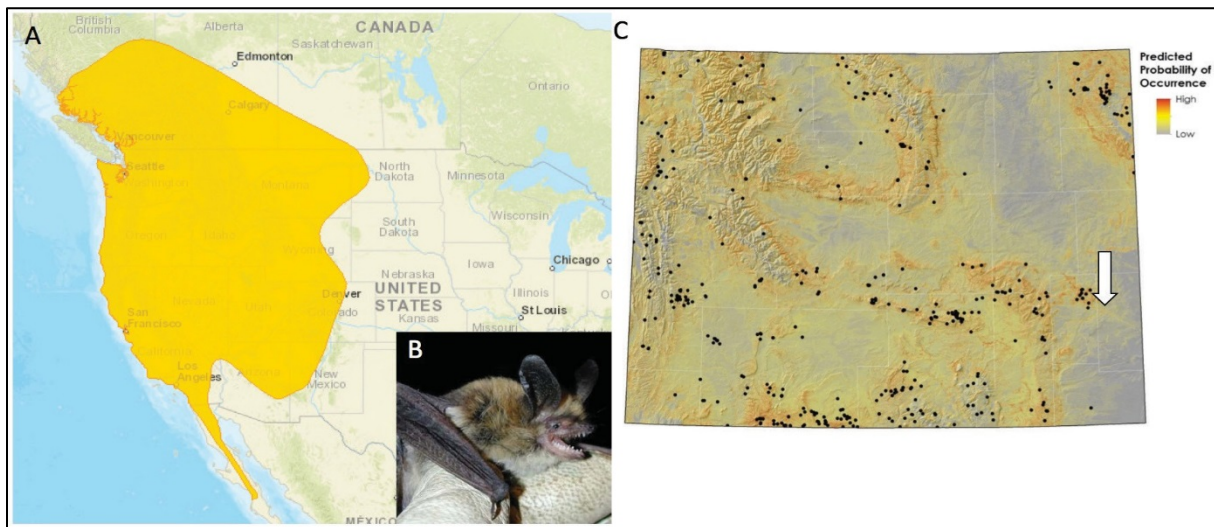 A
British
Columbia
Alberta
CANADA
Saskatchewan
Edmonton
Ontario
Calgary
Vancouver
Seattle
Washington
Montana
North
Dakota
Minnesota
Wisconsin
South
Dakota
Oregon
Idaho
Wyoming
Iowa
Chicago
Nebraska
UNITED
STATES
Illinois
Nevada
Utah
Denver
Colorado
Kansas
St Louis
Missouri
San
Francisco
California
Los
Angeles
Arizona
New
Mexico
MÉXICO
B
C
Predicted
Probability of
Occurrence
High
Low